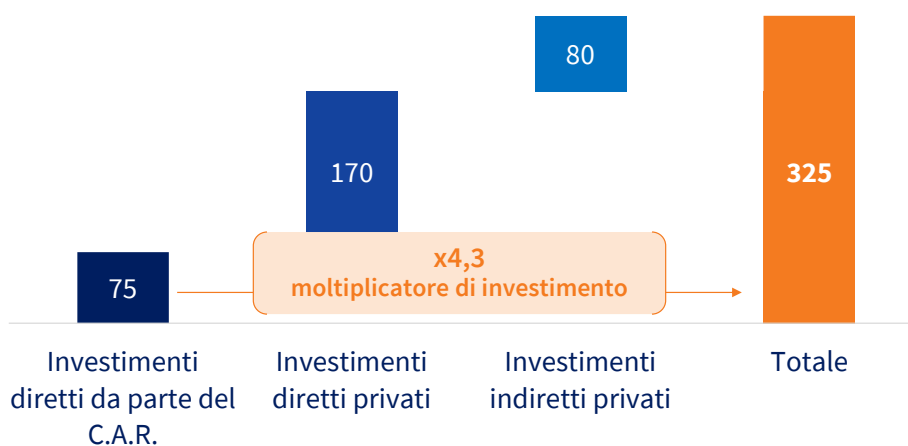 80
170
325
x4,3
moltiplicatore di investimento
75
Investimenti
diretti da parte del
C.A.R.
Investimenti
diretti privati
Investimenti
indiretti privati
Totale